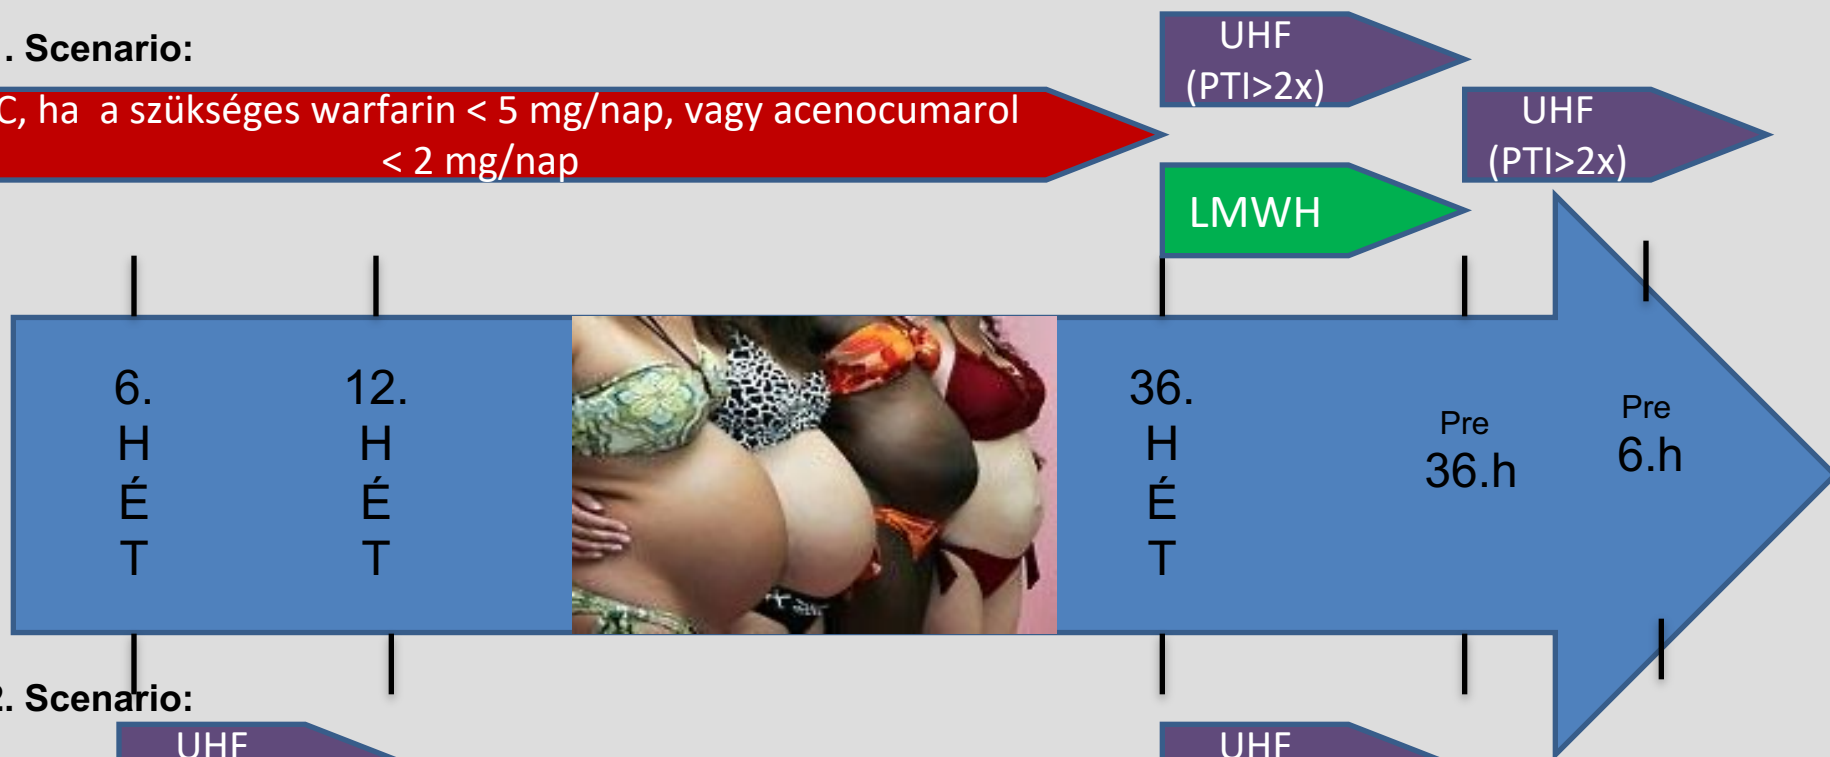 . Scenario:
UHF
(PTI>2x)
C, ha a szükséges warfarin < 5 mg/nap, vagy acenocumarol
< 2 mg/nap
UHF
(PTI>2x)
LMWH
6.
H
É
T
12.
H
É
T
36.
H
É
T
Pre
36.h
Pre
6.h
2. Scenario:
UHF
UHF